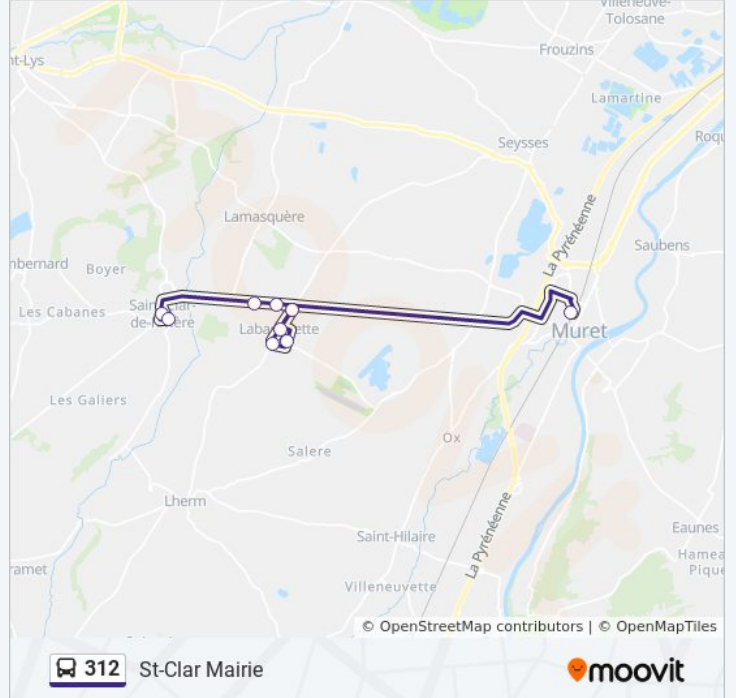 Villeneuve-
Tolosane
nt-Lys
Frouzins
Lamartine
Seysses
Roqu
Lamasquère
La Pyrénéenne
Saubens
mbernard
Boyer
Les Cabanes
Muret
Les Galiers
Ox
Salere
Lherm
La Pyrénéenne
Saint-Hilaire
Eaunes
Hamea
Pique
ramet
Villeneuvette
© OpenStreetMap contributors | © OpenMapTiles
312 St-Clar Mairie
moovit